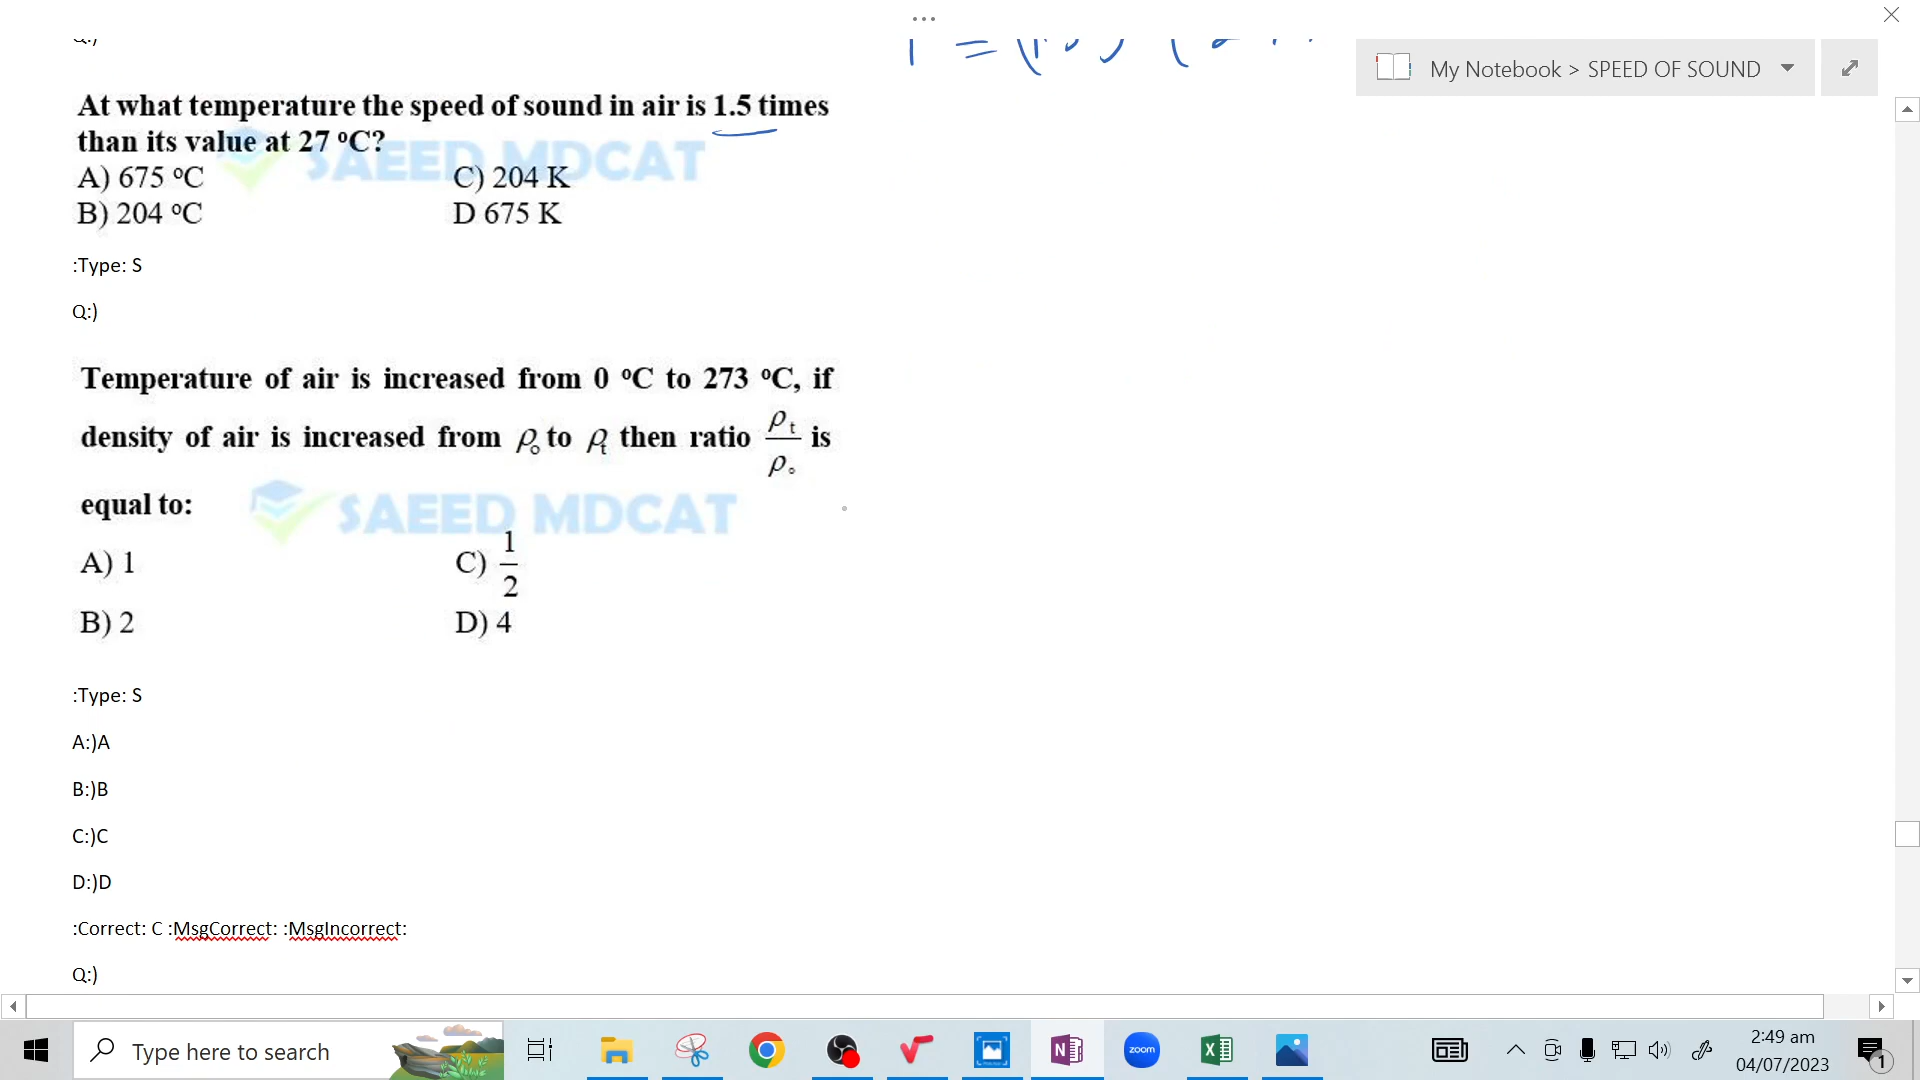 My Notebook > SPEED OF SOUND
At what temperature the speed of sound in air is 1.5 times
than its value at 27 °C?
A) 675 °C C) 204 K
B) 204 °C D 675 K
SAEED MDCAT
:Type: S
Q:)
Temperature of air is increased from 0 °C to 273 °C, if
density of air is increased from ρ₀ to ρₜ then ratio ρₜ/ρ₀ is
equal to:
SAEED MDCAT
A) 1 C) 1/2
B) 2 D) 4
:Type: S
A:)A
B:)B
C:)C
D:)D
:Correct: C :MsgCorrect: :MsgIncorrect:
Q:)
Type here to search
zoom
2:49 am
04/07/2023
1